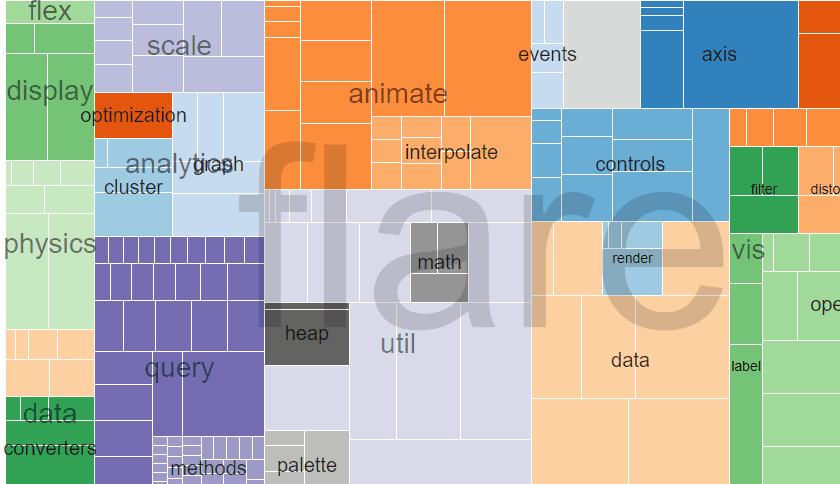 flex
scale
events
axis
display
animate
optimization
interpolate
analytics
graph
controls
cluster
filter
disto
flare
physics
vis
math
render
heap
ope
util
query
data
label
data
converters
methods
palette